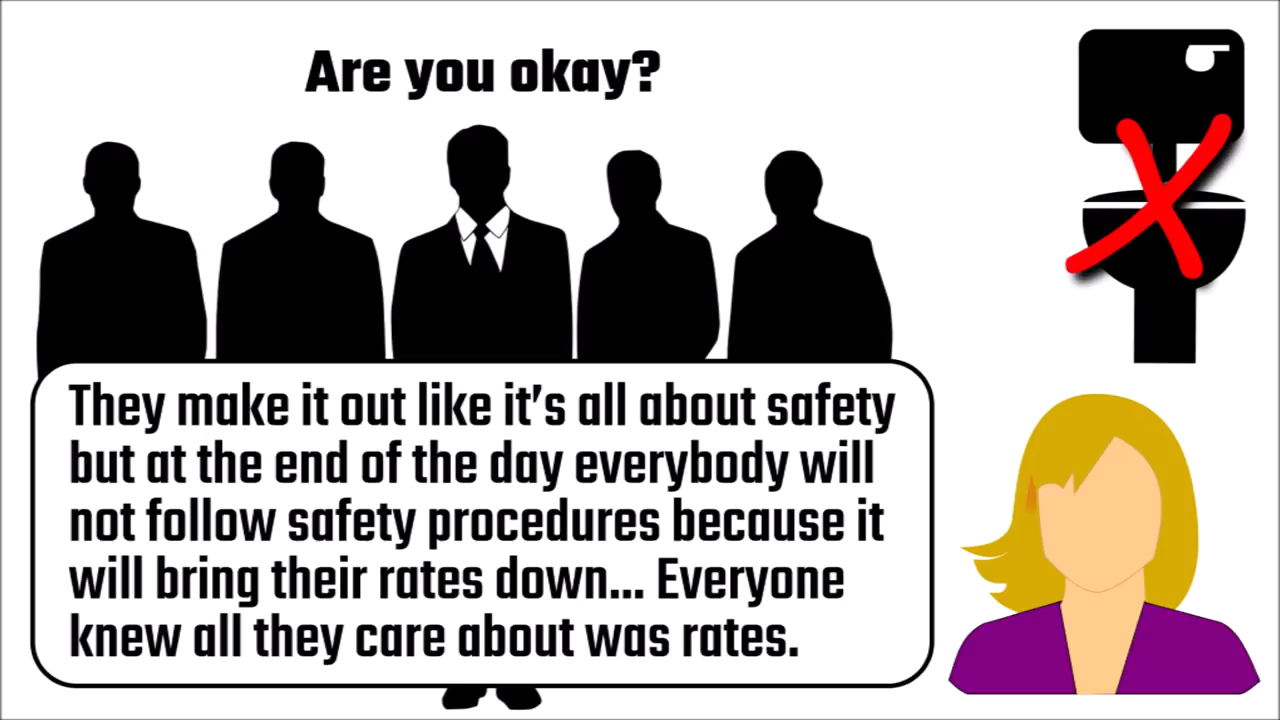 Are you okay?
They make it out like it’s all about safety
but at the end of the day everybody will
not follow safety procedures because it
will bring their rates down... Everyone
knew all they care about was rates.